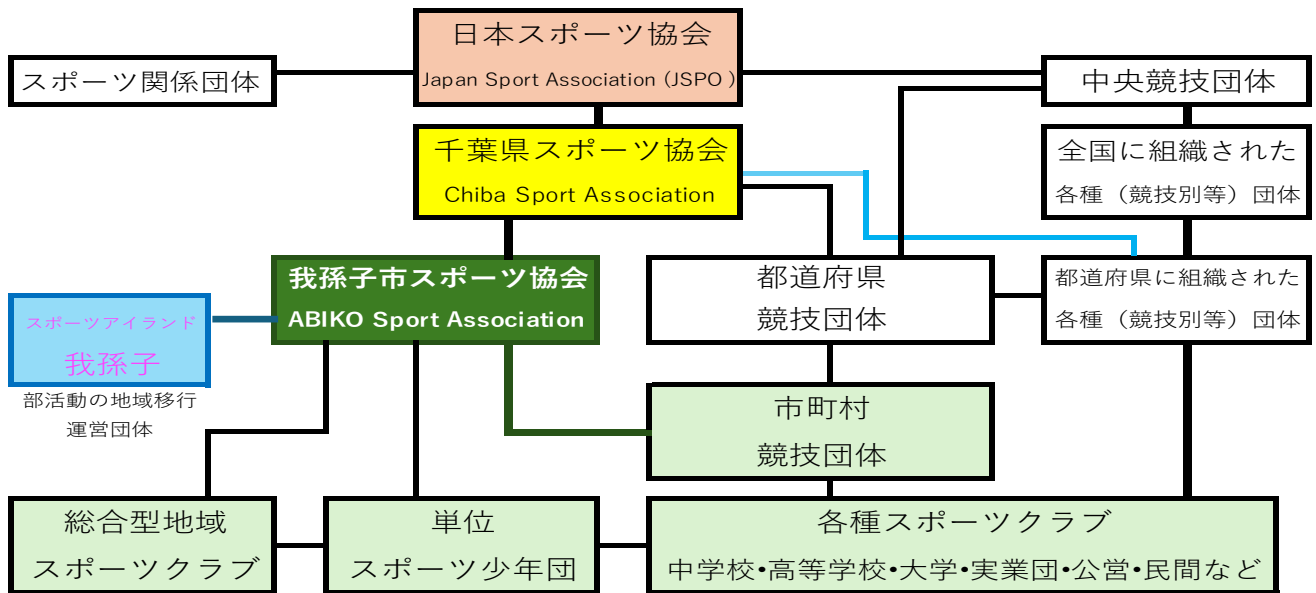 日本スポーツ協会
Japan Sport Association (JSPO )
スポーツ関係団体
中央競技団体
千葉県スポーツ協会
Chiba Sport Association
全国に組織された
各種（競技別等）団体
我孫子市スポーツ協会
ABIKO Sport Association
都道府県
競技団体
都道府県に組織された
各種（競技別等）団体
スポーツアイランド
我孫子
部活動の地域移行
運営団体
市町村
競技団体
総合型地域
スポーツクラブ
単位
スポーツ少年団
各種スポーツクラブ
中学校•高等学校•大学•実業団•公営•民間など